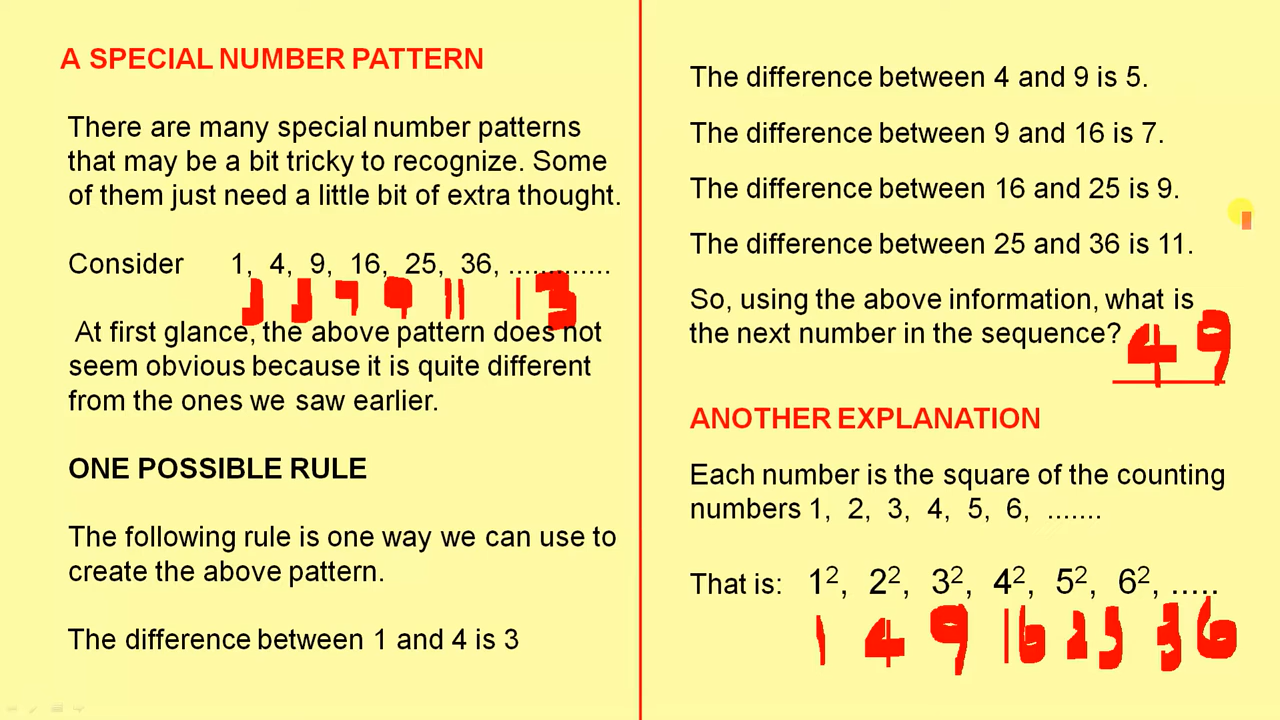 A SPECIAL NUMBER PATTERN
There are many special number patterns
that may be a bit tricky to recognize. Some
of them just need a little bit of extra thought.
Consider 1, 4, 9, 16, 25, 36, .............
3 5 7 9 11 13
At first glance, the above pattern does not
seem obvious because it is quite different
from the ones we saw earlier.
ONE POSSIBLE RULE
The following rule is one way we can use to
create the above pattern.
The difference between 1 and 4 is 3
The difference between 4 and 9 is 5.
The difference between 9 and 16 is 7.
The difference between 16 and 25 is 9.
The difference between 25 and 36 is 11.
So, using the above information, what is
the next number in the sequence? 49
ANOTHER EXPLANATION
Each number is the square of the counting
numbers 1, 2, 3, 4, 5, 6, .......
That is: 1², 2², 3², 4², 5², 6², .....
1 4 9 16 25 36